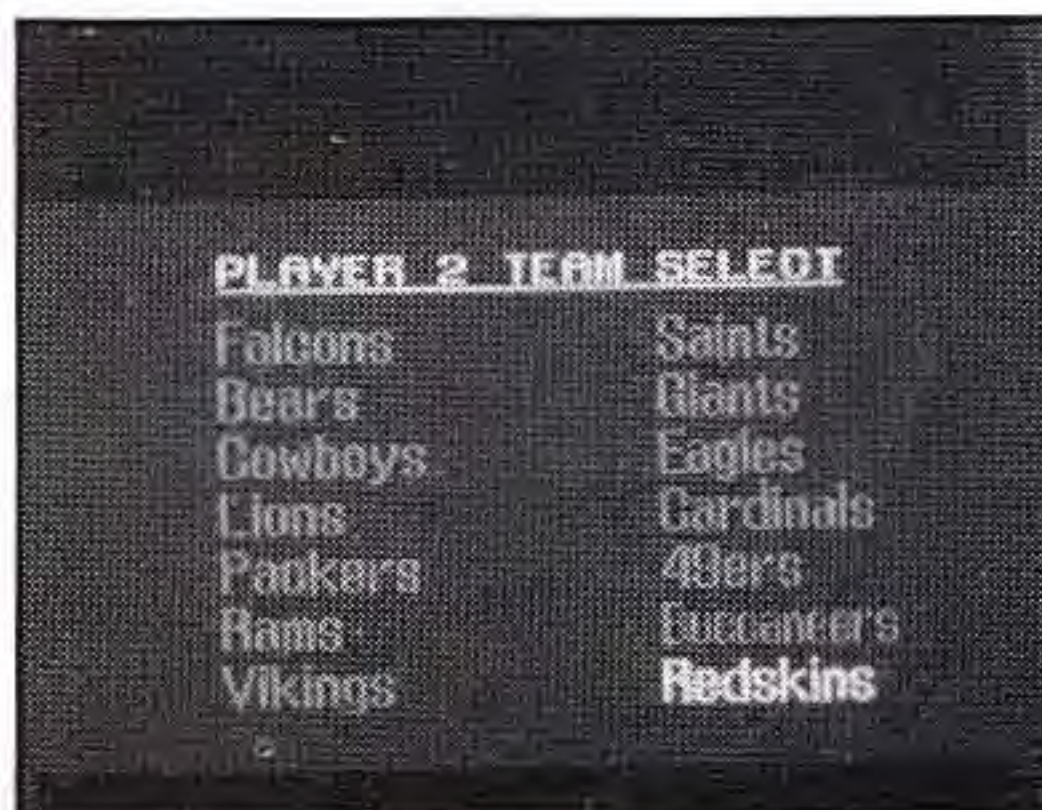 PLAYER 2 TEAM SELECT
Falcons
Bears
Cowboys
Lions
Packers
Rams
Vikings
Saints
Giants
Eagles
Cardinals
49ers
Buccaneers
Redskins